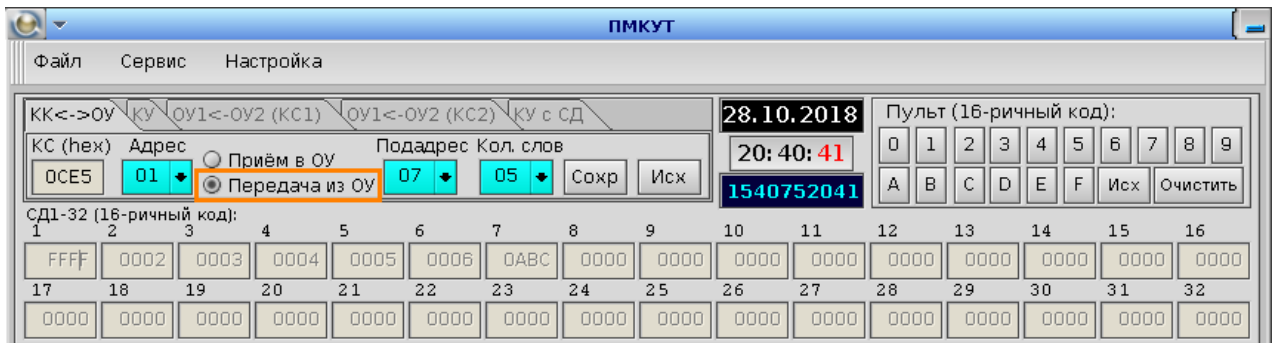 ПМКУТ
Файл Сервис Настройка
КК<->ОУ КУ ОУ1<-ОУ2 (КС1) ОУ1<-ОУ2 (КС2) КУ с СД
КС (hex) Адрес Подадрес Кол. слов
0CE5 01 Приём в ОУ 07 05 Сохр Исх
Передача из ОУ
28.10.2018
20:40:41
1540752041
Пульт (16-ричный код):
0 1 2 3 4 5 6 7 8 9
A B C D E F Исх Очистить
СД1-32 (16-ричный код):
1 2 3 4 5 6 7 8 9 10 11 12 13 14 15 16
FFFF 0002 0003 0004 0005 0006 0ABC 0000 0000 0000 0000 0000 0000 0000 0000 0000
17 18 19 20 21 22 23 24 25 26 27 28 29 30 31 32
0000 0000 0000 0000 0000 0000 0000 0000 0000 0000 0000 0000 0000 0000 0000 0000